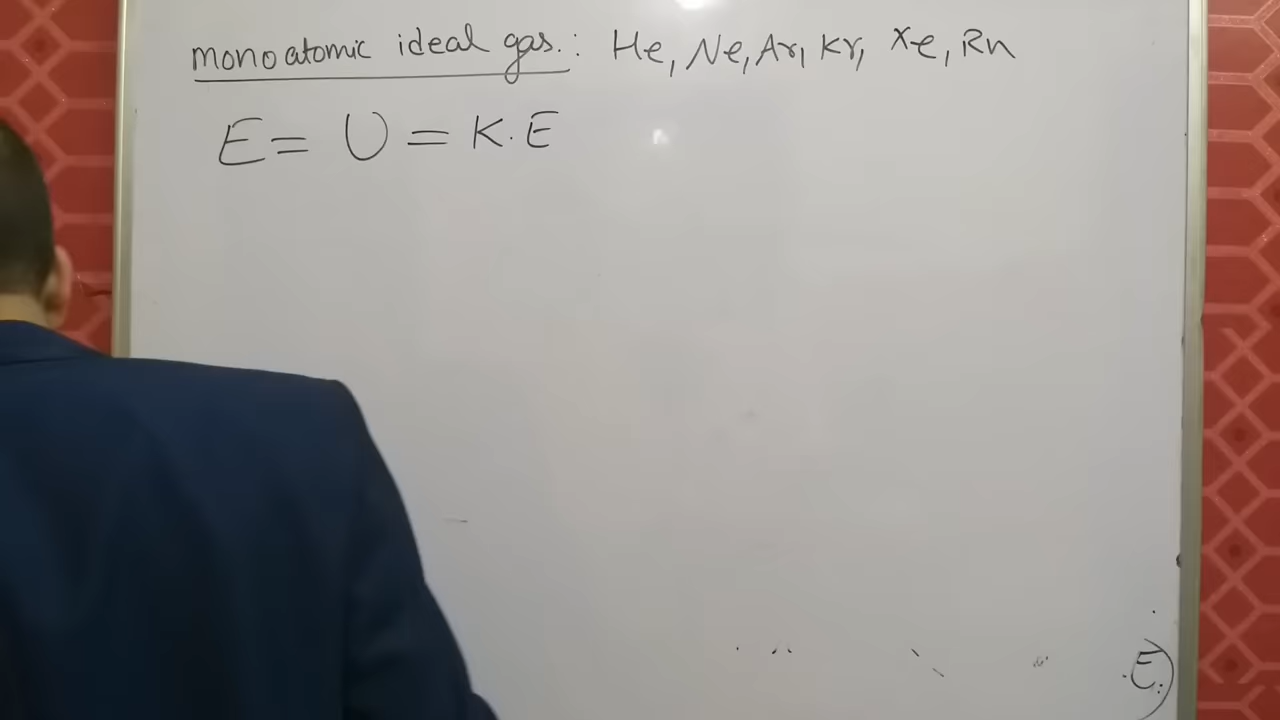 monoatomic ideal gas.: He, Ne, Ar, Kr, Xe, Rn
E = U = K.E
E)